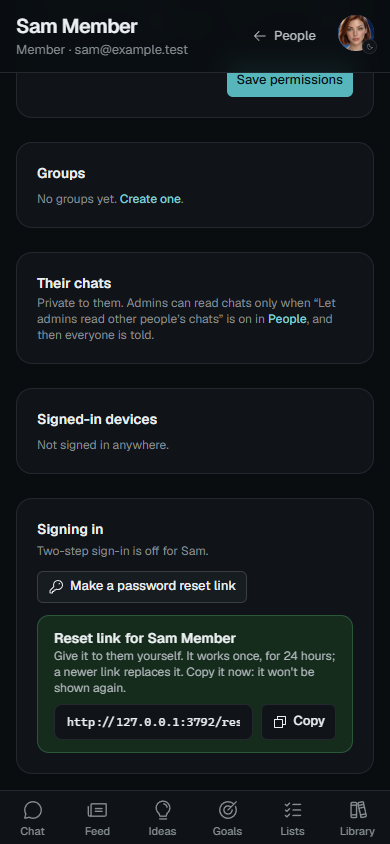 Sam Member
Member · sam@example.test
← People
Save permissions
Groups
No groups yet. Create one.
Their chats
Private to them. Admins can read chats only when “Let
admins read other people's chats” is on in People, and
then everyone is told.
Signed-in devices
Not signed in anywhere.
Signing in
Two-step sign-in is off for Sam.
Make a password reset link
Reset link for Sam Member
Give it to them yourself. It works once, for 24 hours;
a newer link replaces it. Copy it now: it won't be
shown again.
http://127.0.0.1:3792/res
Copy
Chat
Feed
Ideas
Goals
Lists
Library